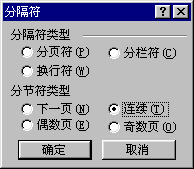 分隔符
分隔符类型
分页符(P) 分栏符(C)
换行符(W)
分节符类型
下一页(N) 连续(T)
偶数页(E) 奇数页(O)
确定 取消